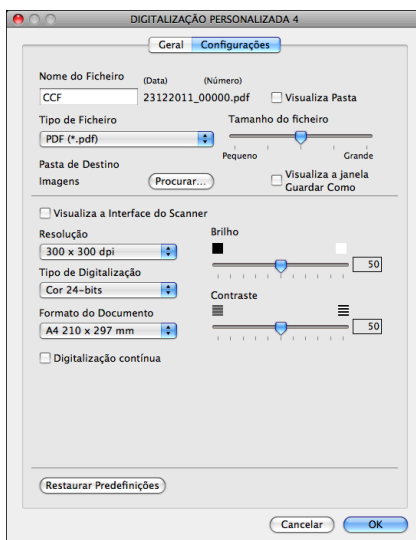 DIGITALIZAÇÃO PERSONALIZADA 4
Geral Configurações
Nome do Ficheiro (Data) (Número)
CCF 23122011_00000.pdf Visualiza Pasta
Tipo de Ficheiro Tamanho do ficheiro
PDF (*.pdf)
Pequeno Grande
Pasta de Destino
Imagens Procurar... Visualiza a janela
Guardar Como
Visualiza a Interface do Scanner
Resolução Brilho
300 x 300 dpi
50
Tipo de Digitalização
Cor 24-bits
Contraste
Formato do Documento
A4 210 x 297 mm 50
Digitalização contínua
Restaurar Predefinições
Cancelar OK